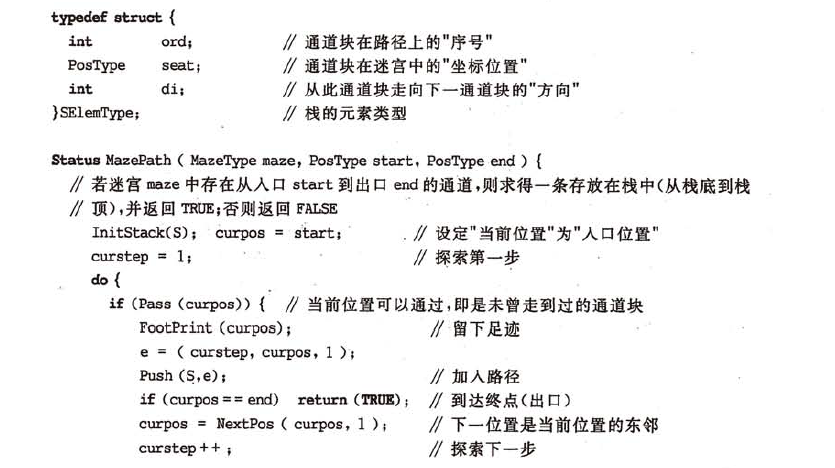 typedef struct {
int ord; // 通道块在路径上的"序号"
PosType seat; // 通道块在迷宫中的"坐标位置"
int di; // 从此通道块走向下一通道块的"方向"
}SElemType; // 栈的元素类型
Status MazePath ( MazeType maze, PosType start, PosType end ) {
// 若迷宫 maze 中存在从入口 start 到出口 end 的通道,则求得一条存放在栈中(从栈底到栈
// 顶),并返回 TRUE;否则返回 FALSE
InitStack(S); curpos = start; // 设定"当前位置"为"入口位置"
curstep = 1; // 探索第一步
do {
if (Pass (curpos)) { // 当前位置可以通过,即是未曾走到过的通道块
FootPrint (curpos); // 留下足迹
e = ( curstep, curpos, 1 );
Push (S,e); // 加入路径
if (curpos == end) return (TRUE); // 到达终点(出口)
curpos = NextPos ( curpos, 1 ); // 下一位置是当前位置的东邻
curstep++ ; // 探索下一步